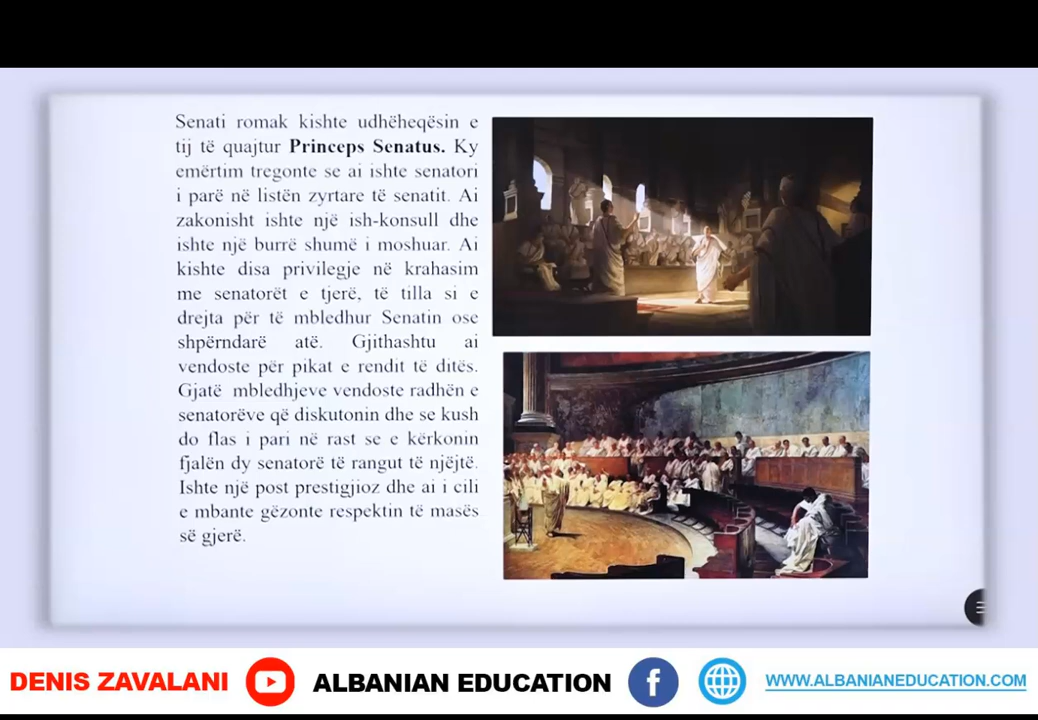 Senati romak kishte udhëheqësin e
tij të quajtur Princeps Senatus. Ky
emërtim tregonte se ai ishte senatori
i parë në listën zyrtare të senatit. Ai
zakonisht ishte një ish-konsull dhe
ishte një burrë shumë i moshuar. Ai
kishte disa privilegje në krahasim
me senatorët e tjerë, të tilla si e
drejta për të mbledhur Senatin ose
shpërndarë atë. Gjithashtu ai
vendoste për pikat e rendit të ditës.
Gjatë mbledhjeve vendoste radhën e
senatorëve që diskutonin dhe se kush
do flas i pari në rast se e kërkonin
fjalën dy senatorë të rangut të njëjtë.
Ishte një post prestigjioz dhe ai i cili
e mbante gëzonte respektin të masës
së gjerë.
DENIS ZAVALANI ALBANIAN EDUCATION WWW.ALBANIANEDUCATION.COM